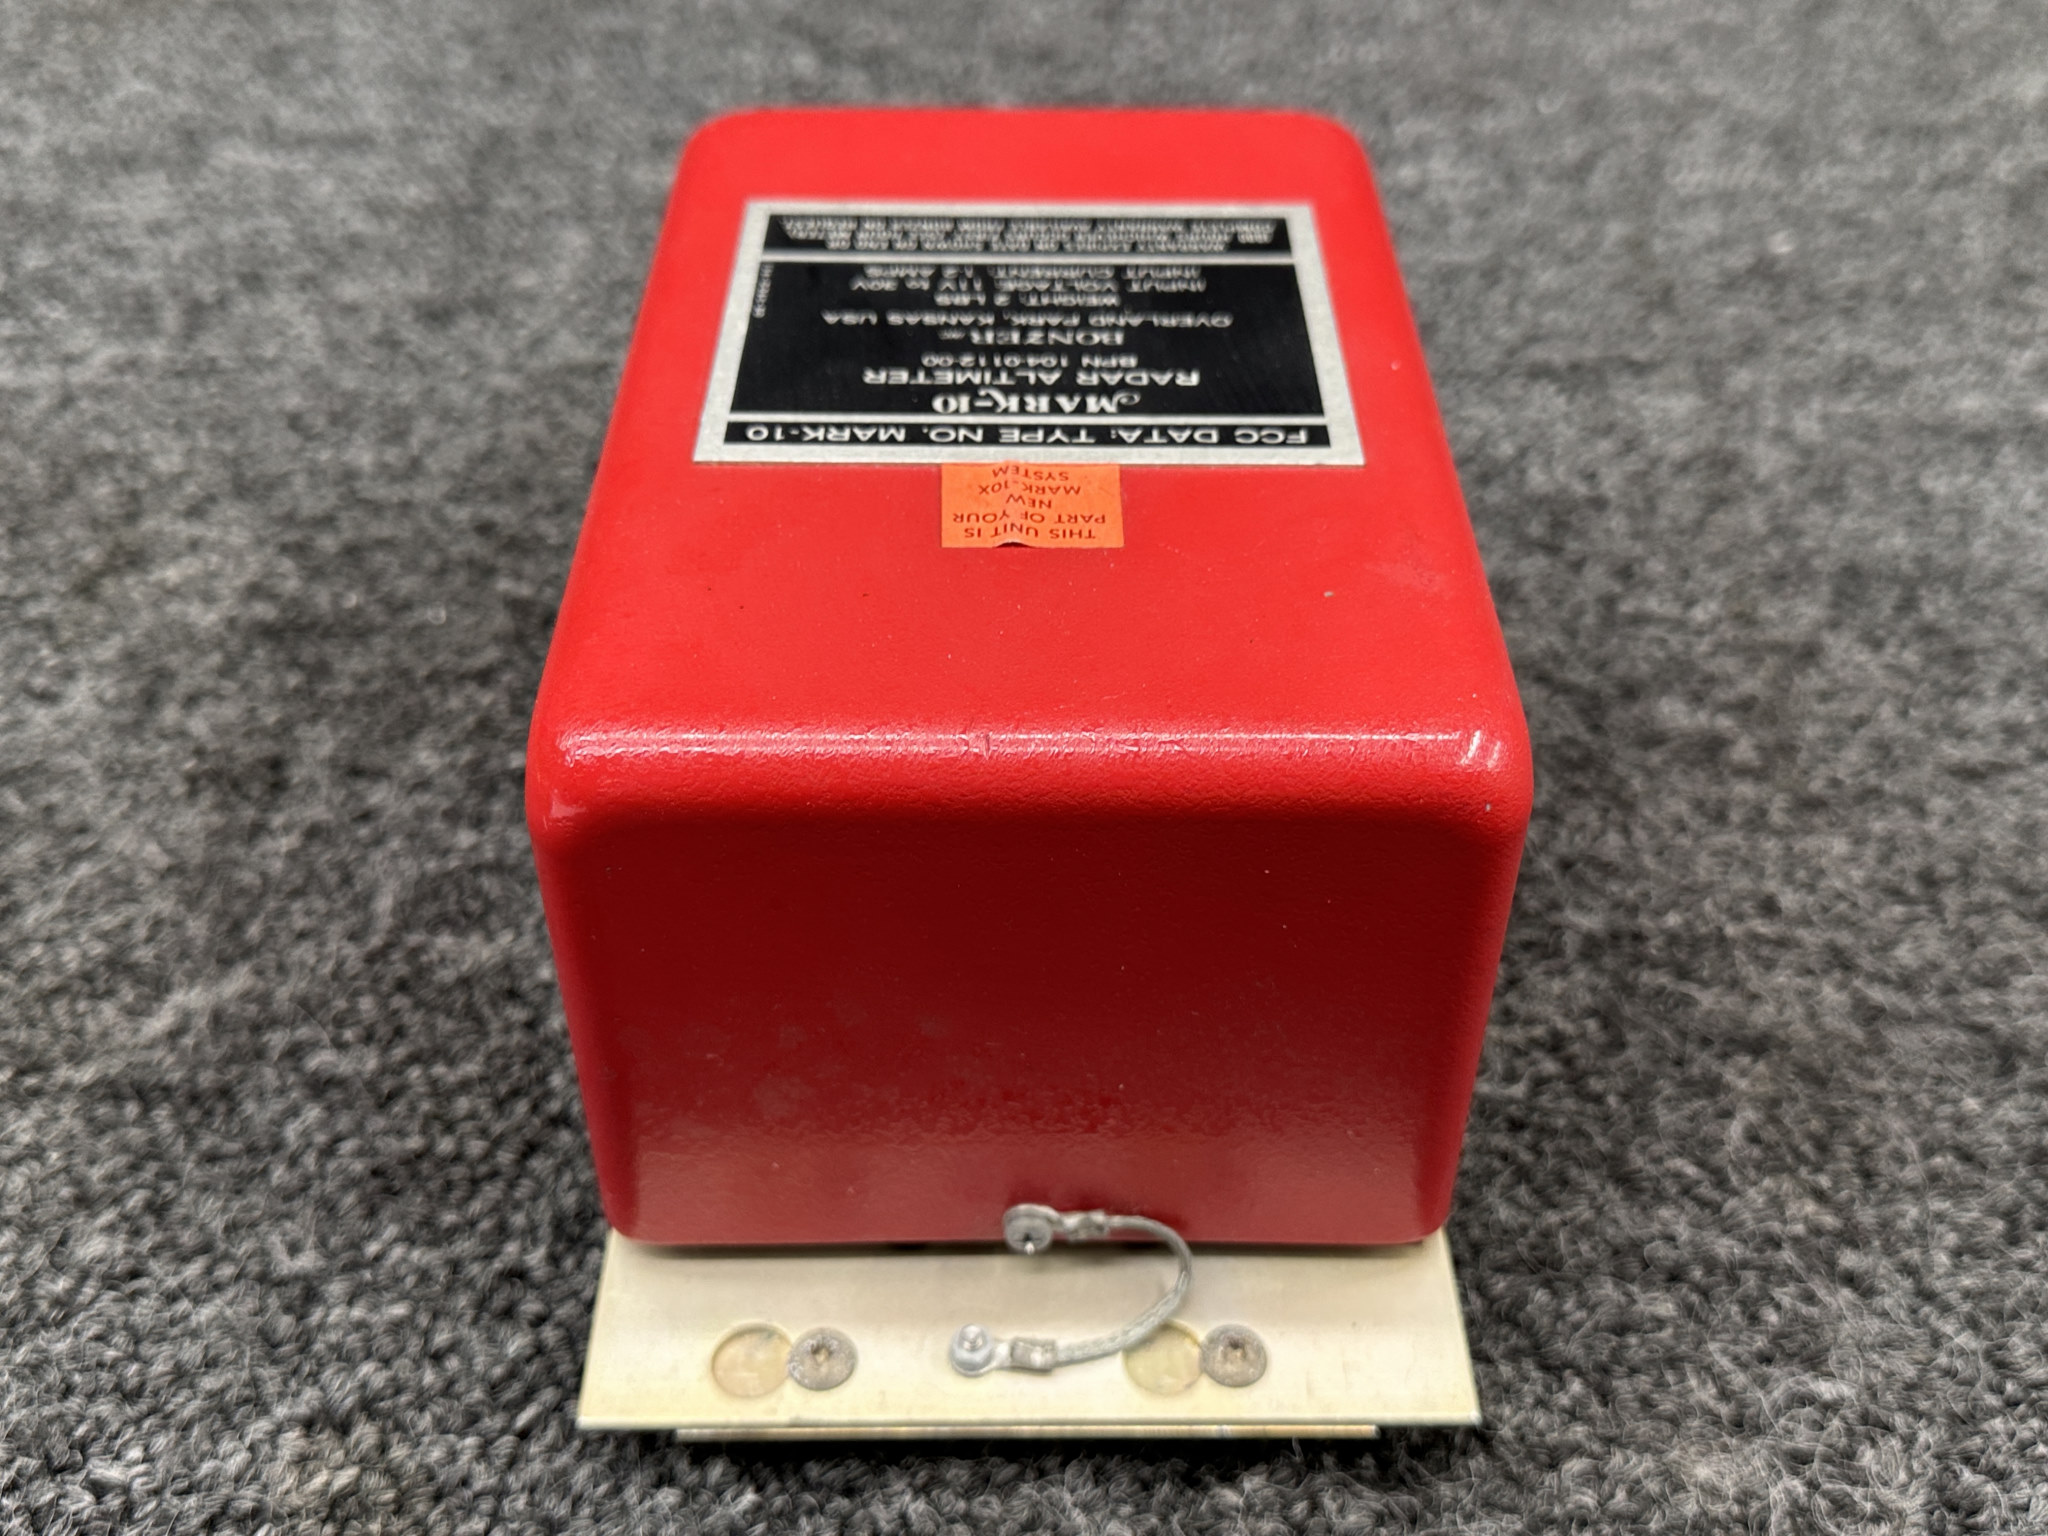 FCC DATA: TYPE NO. MARK-10
MARK-10
RADAR ALTIMETER
BPN 104-0112-00
BONZER INC.
OVERLAND PARK, KANSAS USA
WEIGHT: 2 LBS
INPUT VOLTAGE: 11V to 30V
INPUT CURRENT: 1.2 AMPS
THIS UNIT IS
PART OF YOUR
NEW
MARK-10X
SYSTEM